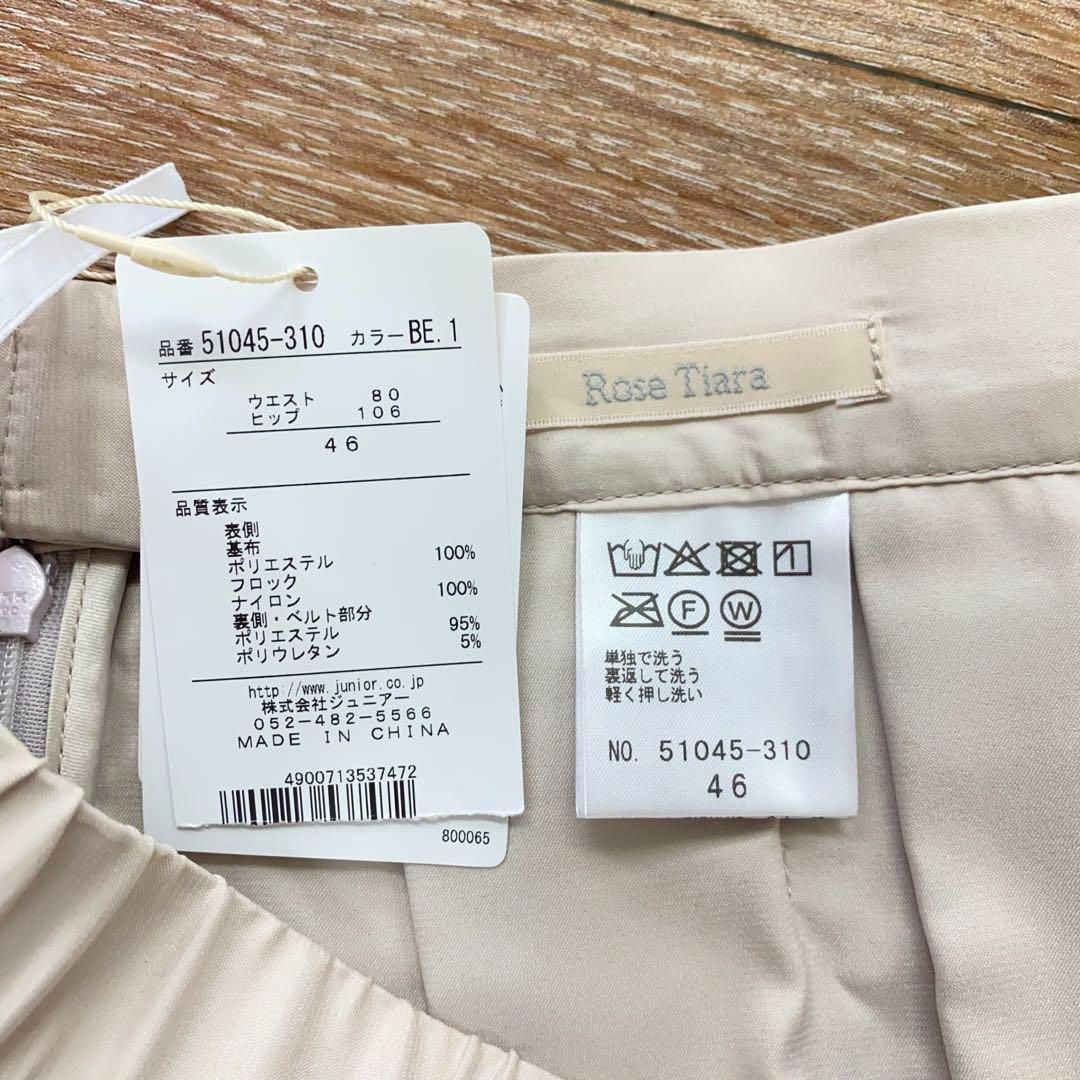 品番 51045-310 カラー BE.1
サイズ
ウエスト 80
ヒップ 106
46
品質表示
表側
基布
ポリエステル 100%
フロック
ナイロン 100%
裏側・ベルト部分
ポリエステル 95%
ポリウレタン 5%
http://www.junior.co.jp
株式会社ジュニアー
052-482-5566
MADE IN CHINA
4900713537472
800065
Rose Tiara
F W
単独で洗う
裏返して洗う
軽く押し洗い
NO. 51045-310
46